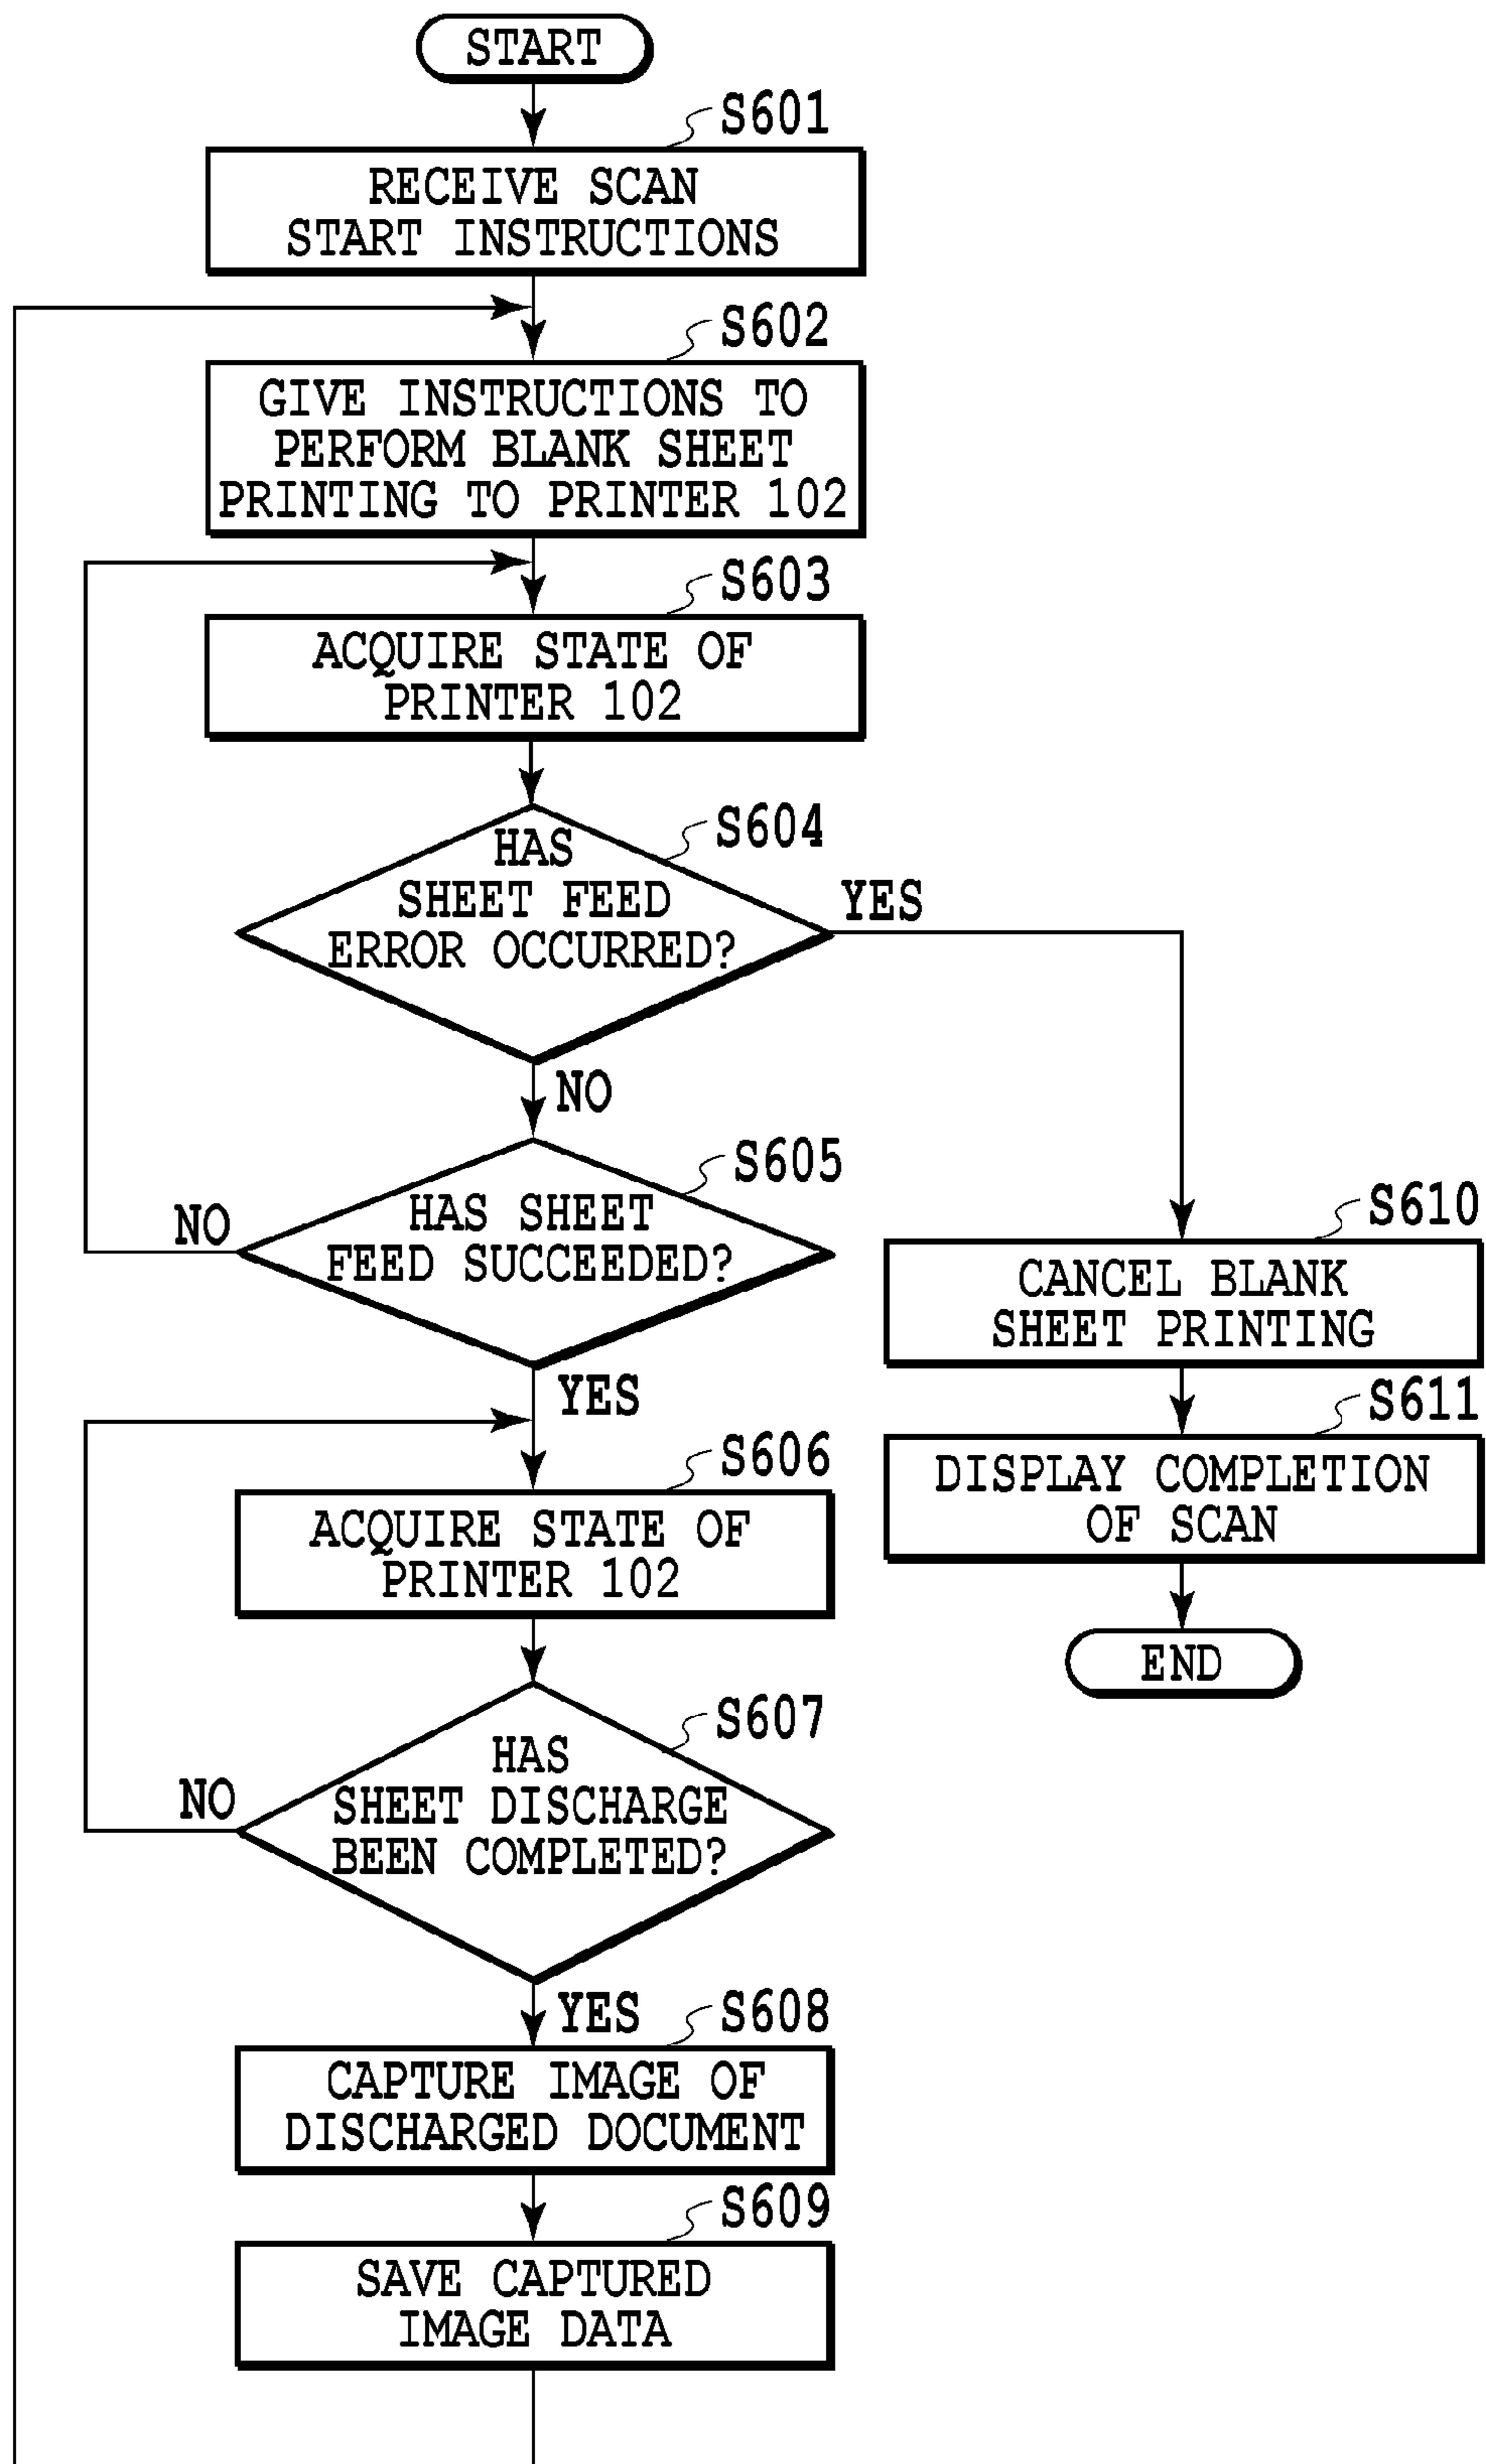 START
S601
RECEIVE SCAN
START INSTRUCTIONS
S602
GIVE INSTRUCTIONS TO
PERFORM BLANK SHEET
PRINTING TO PRINTER 102
S603
ACQUIRE STATE OF
PRINTER 102
S604
HAS
SHEET FEED
ERROR OCCURRED?
YES
NO
S605
HAS SHEET
FEED SUCCEEDED?
NO
YES
S610
CANCEL BLANK
SHEET PRINTING
S611
DISPLAY COMPLETION
OF SCAN
END
S606
ACQUIRE STATE OF
PRINTER 102
S607
HAS
SHEET DISCHARGE
BEEN COMPLETED?
NO
YES
S608
CAPTURE IMAGE OF
DISCHARGED DOCUMENT
S609
SAVE CAPTURED
IMAGE DATA